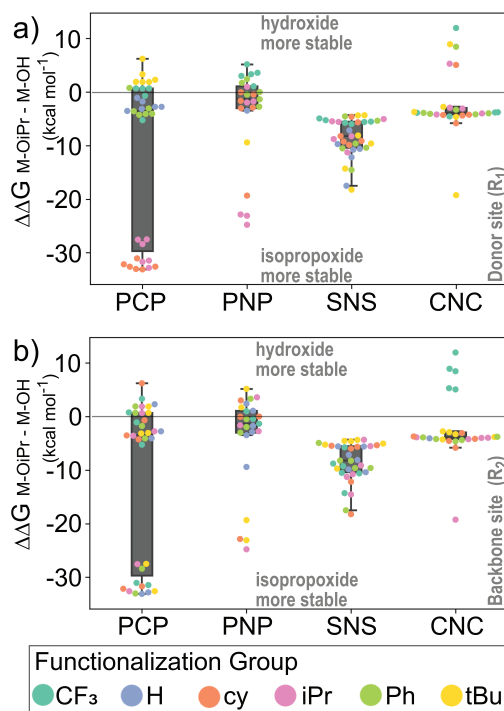 a)
hydroxide
more stable
10
0
-10
-20
-30
ΔΔG M-OiPr - M-OH
(kcal mol⁻¹)
isopropoxide
more stable
Donor site (R₁)
PCP PNP SNS CNC
b)
hydroxide
more stable
10
0
-10
-20
-30
ΔΔG M-OiPr - M-OH
(kcal mol⁻¹)
isopropoxide
more stable
Backbone site (R₂)
PCP PNP SNS CNC
Functionalization Group
CF₃ H cy iPr Ph tBu